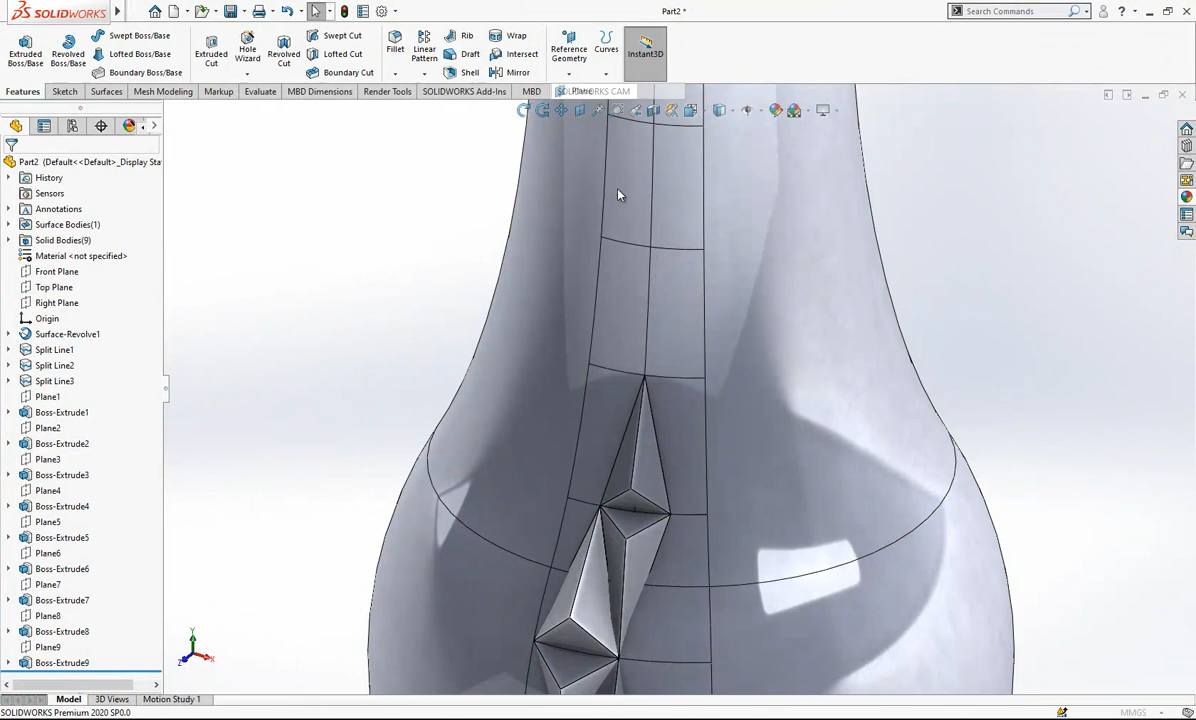 SOLIDWORKS
Part2 *
Search Commands
Extruded Boss/Base
Revolved Boss/Base
Swept Boss/Base
Lofted Boss/Base
Boundary Boss/Base
Extruded Cut
Hole Wizard
Revolved Cut
Swept Cut
Lofted Cut
Boundary Cut
Fillet
Linear Pattern
Rib
Draft
Shell
Wrap
Intersect
Mirror
Reference Geometry
Curves
Instant3D
Features
Sketch
Surfaces
Mesh Modeling
Markup
Evaluate
MBD Dimensions
Render Tools
SOLIDWORKS Add-Ins
MBD
SOLIDWORKS CAM
Plane
Part2 (Default<<Default>_Display Sta
History
Sensors
Annotations
Surface Bodies(1)
Solid Bodies(9)
Material <not specified>
Front Plane
Top Plane
Right Plane
Origin
Surface-Revolve1
Split Line1
Split Line2
Split Line3
Plane1
Boss-Extrude1
Plane2
Boss-Extrude2
Plane3
Boss-Extrude3
Plane4
Boss-Extrude4
Plane5
Boss-Extrude5
Plane6
Boss-Extrude6
Plane7
Boss-Extrude7
Plane8
Boss-Extrude8
Plane9
Boss-Extrude9
Y
Z
X
Model
3D Views
Motion Study 1
SOLIDWORKS Premium 2020 SP0.0
MMGS